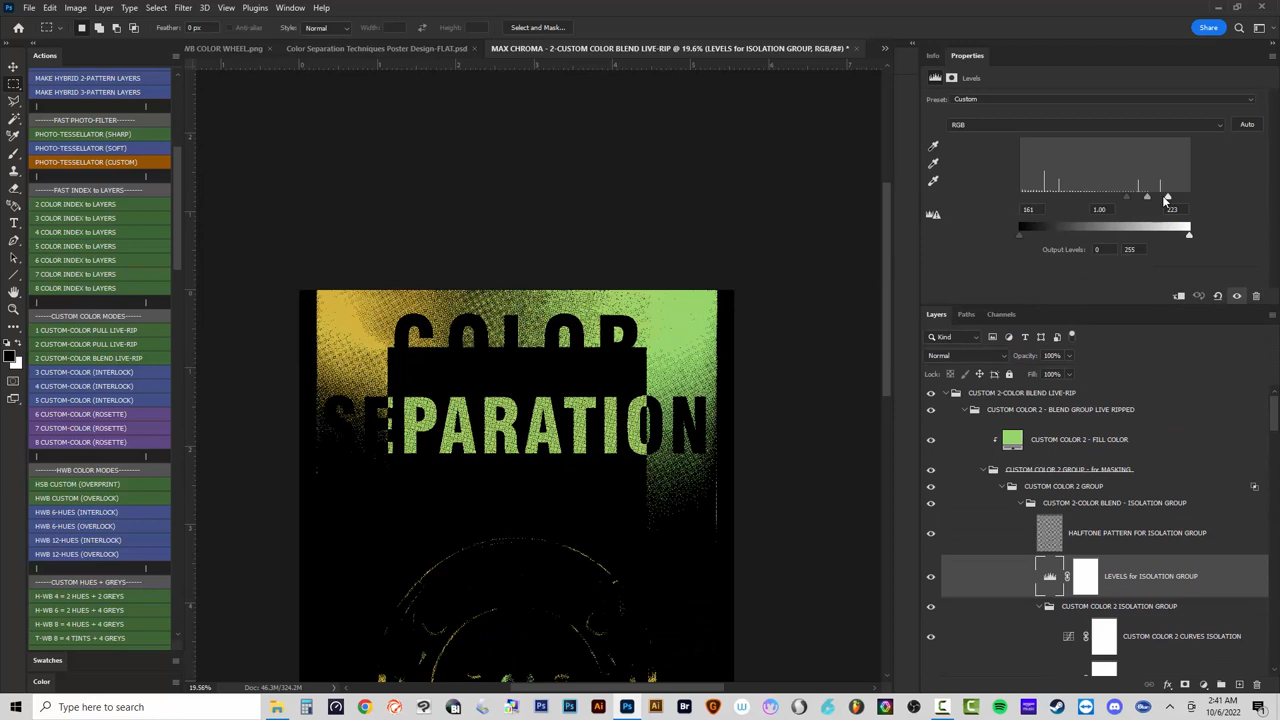 File Edit Image Layer Type Select Filter 3D View Plugins Window Help
Feather: 0 px Anti-alias Style: Normal Width: Height: Select and Mask... Share
WB COLOR WHEEL.png Color Separation Techniques Poster Design-FLAT.psd MAX CHROMA - 2-CUSTOM COLOR BLEND LIVE-RIP @ 19.6% (LEVELS for ISOLATION GROUP, RGB/8#) *
Actions
MAKE HYBRID 2-PATTERN LAYERS
MAKE HYBRID 3-PATTERN LAYERS
-------FAST PHOTO-FILTER-------
PHOTO-TESSELLATOR (SHARP)
PHOTO-TESSELLATOR (SOFT)
PHOTO-TESSELLATOR (CUSTOM)
------FAST INDEX to LAYERS------
2 COLOR INDEX to LAYERS
3 COLOR INDEX to LAYERS
4 COLOR INDEX to LAYERS
5 COLOR INDEX to LAYERS
6 COLOR INDEX to LAYERS
7 COLOR INDEX to LAYERS
8 COLOR INDEX to LAYERS
------CUSTOM COLOR MODES------
1 CUSTOM-COLOR PULL LIVE-RIP
2 CUSTOM-COLOR PULL LIVE-RIP
2 CUSTOM-COLOR BLEND LIVE-RIP
3 CUSTOM-COLOR (INTERLOCK)
4 CUSTOM-COLOR (INTERLOCK)
5 CUSTOM-COLOR (INTERLOCK)
6 CUSTOM-COLOR (ROSETTE)
7 CUSTOM-COLOR (ROSETTE)
8 CUSTOM-COLOR (ROSETTE)
-------HWB COLOR MODES-------
HSB CUSTOM (OVERPRINT)
HWB CUSTOM (OVERLOCK)
HWB 6-HUES (INTERLOCK)
HWB 6-HUES (OVERLOCK)
HWB 12-HUES (INTERLOCK)
HWB 12-HUES (OVERLOCK)
------CUSTOM HUES + GREYS------
H-WB 4 = 2 HUES + 2 GREYS
H-WB 6 = 2 HUES + 4 GREYS
H-WB 8 = 4 HUES + 4 GREYS
T-WB 8 = 4 TINTS + 4 GREYS
Swatches
Color
COLOR
SEPARATION
19.56% Doc: 46.3M/324.2M
Info Properties
Levels
Preset: Custom
RGB Auto
161 1.00 223
Output Levels: 0 255
Layers Paths Channels
Kind
Normal Opacity: 100%
Lock: Fill: 100%
CUSTOM 2-COLOR BLEND LIVE-RIP
CUSTOM COLOR 2 - BLEND GROUP LIVE RIPPED
CUSTOM COLOR 2 - FILL COLOR
CUSTOM COLOR 2 GROUP - for MASKING
CUSTOM COLOR 2 GROUP
CUSTOM 2-COLOR BLEND - ISOLATION GROUP
HALFTONE PATTERN FOR ISOLATION GROUP
LEVELS for ISOLATION GROUP
CUSTOM COLOR 2 ISOLATION GROUP
CUSTOM COLOR 2 CURVES ISOLATION
Type here to search
2:41 AM
10/6/2022